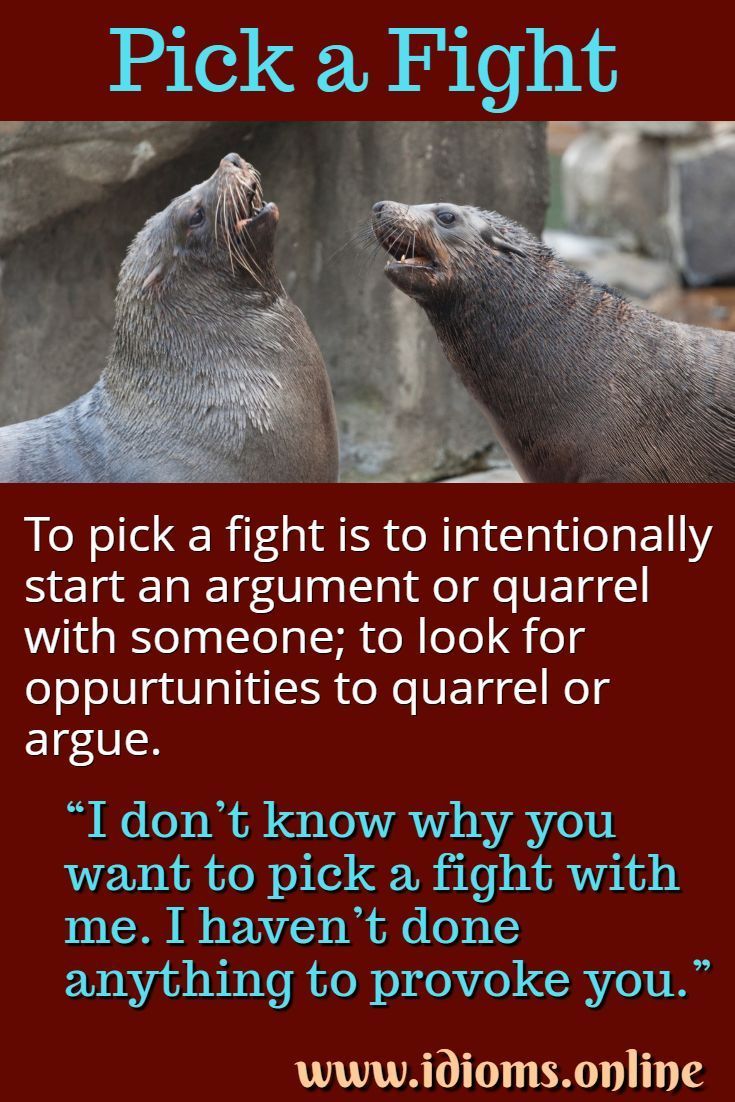 Pick a Fight
To pick a fight is to intentionally
start an argument or quarrel
with someone; to look for
oppurtunities to quarrel or
argue.
“I don’t know why you
want to pick a fight with
me. I haven’t done
anything to provoke you.”
www.idioms.online